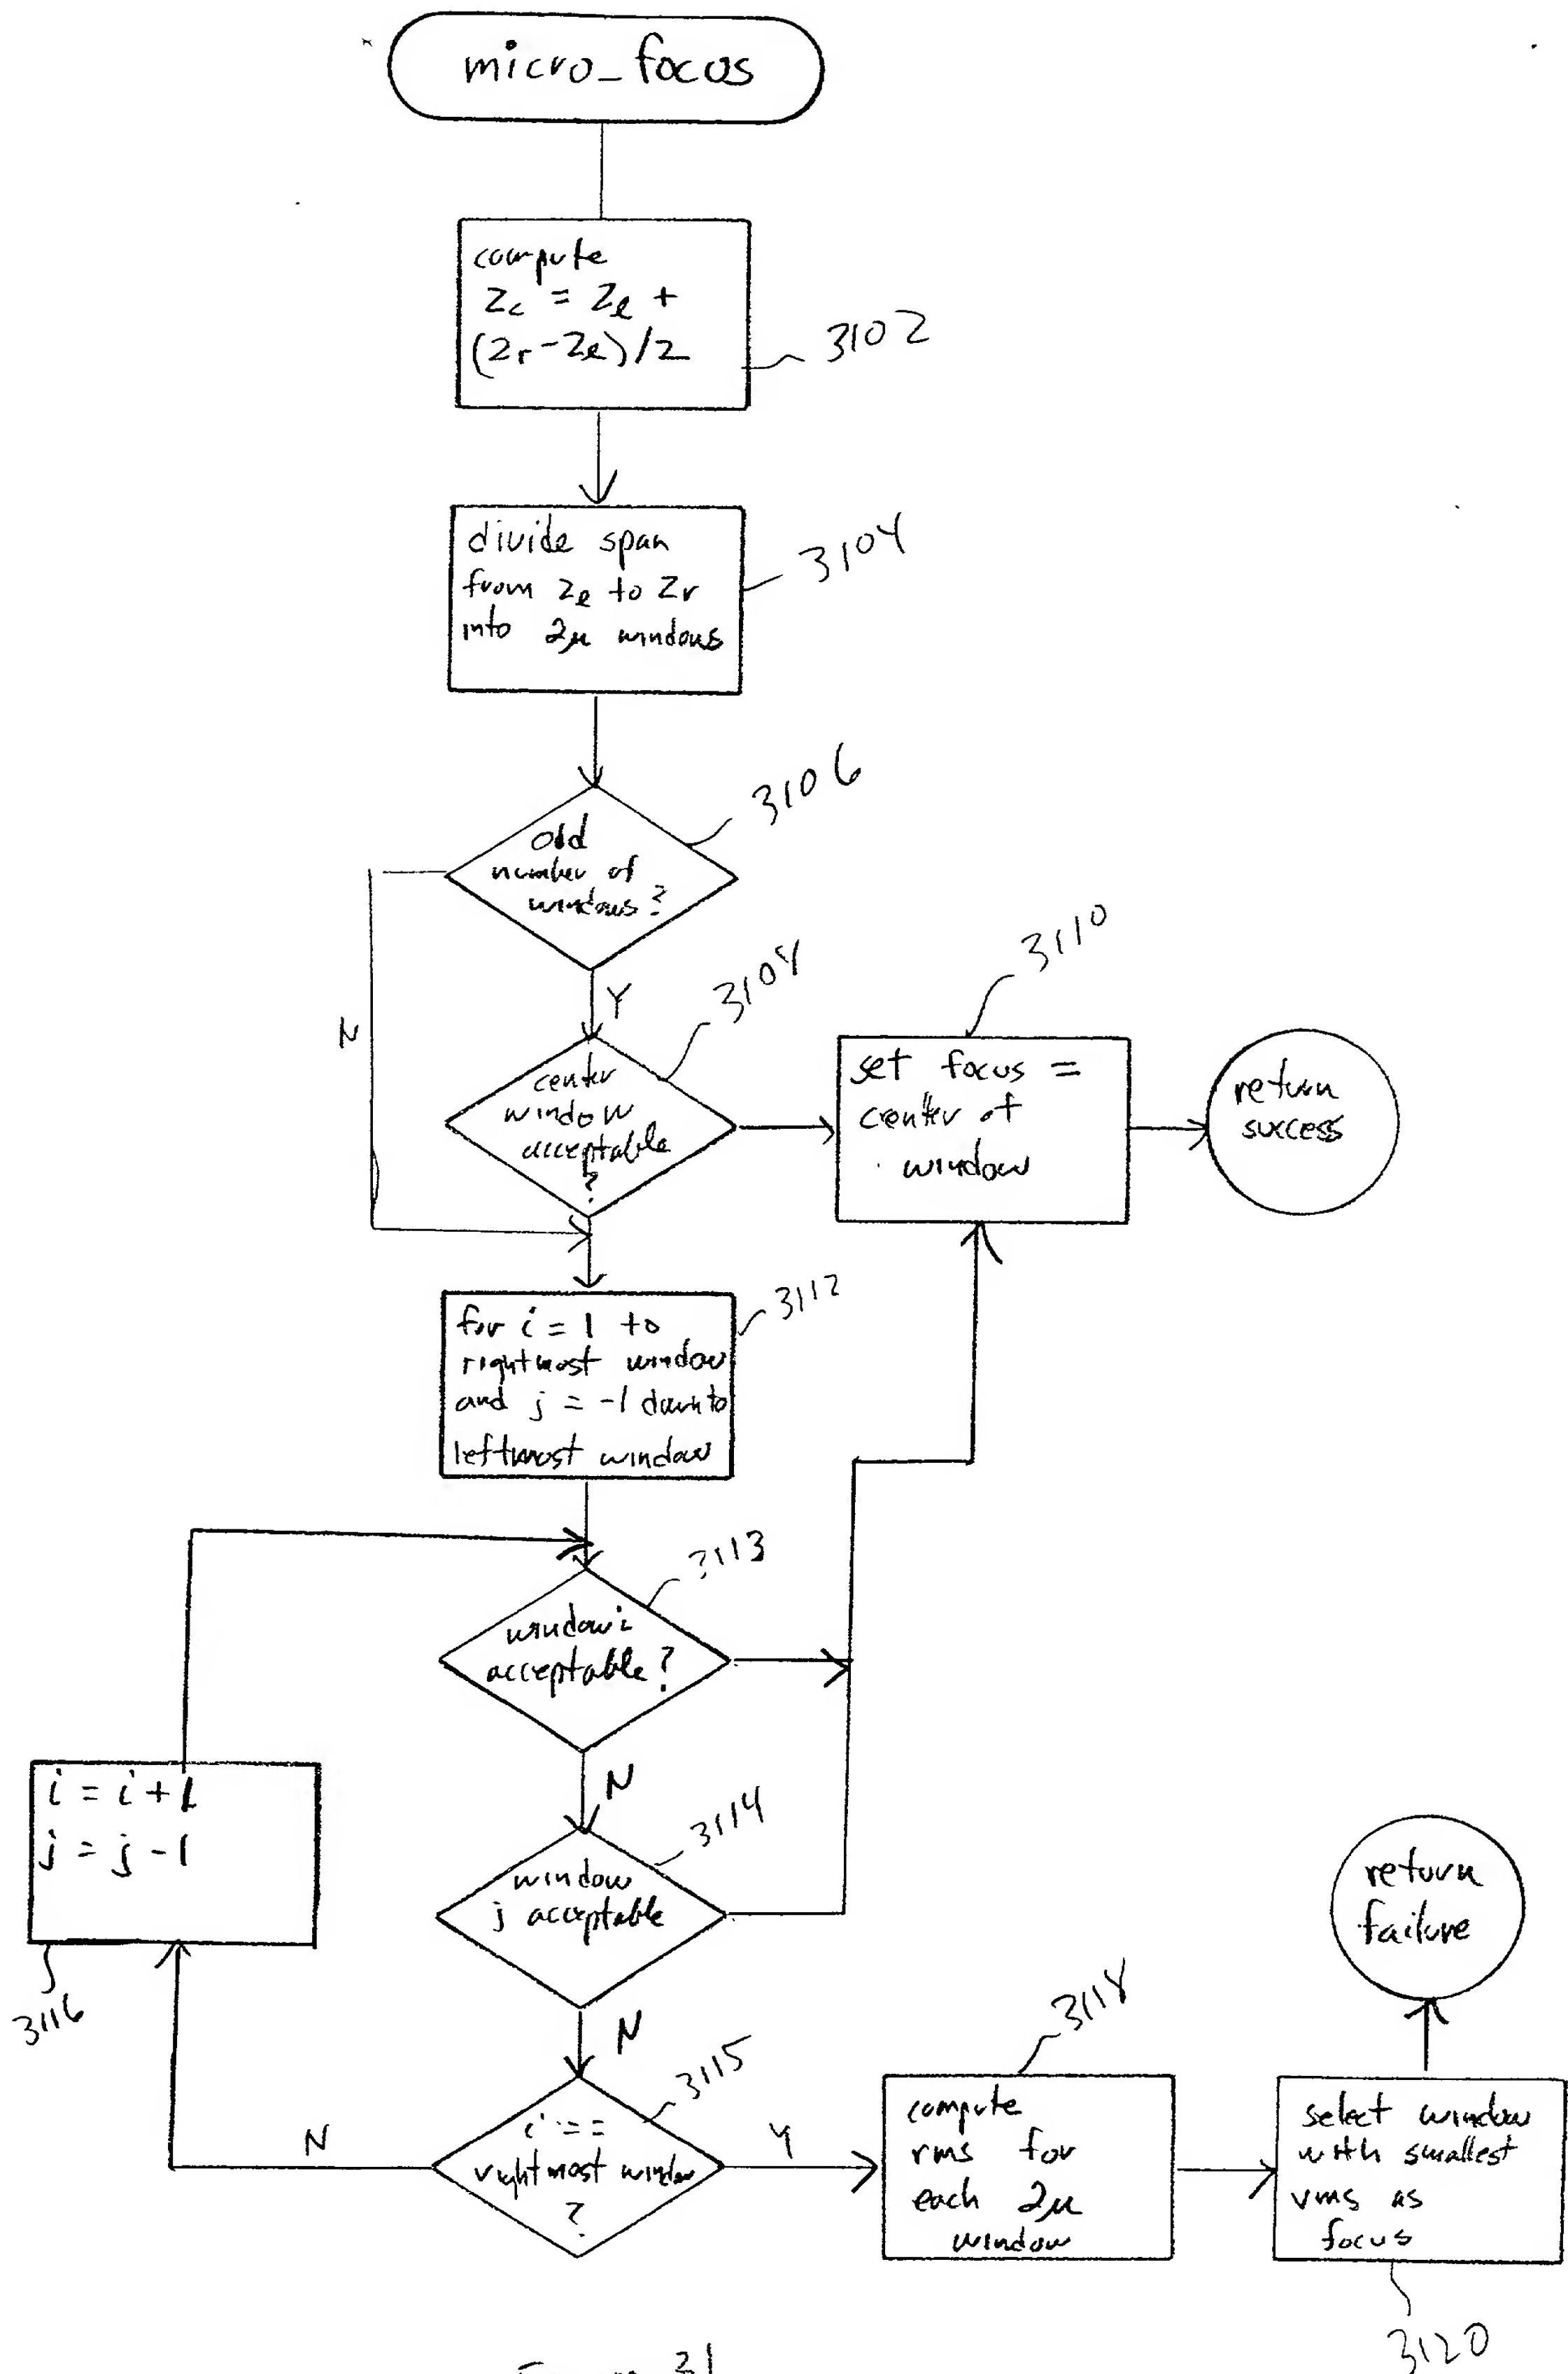 micro_focus
compute
Zc = Zl +
(Zr-Zl)/2
3102
divide span
from Zl to Zr
into 2μ windows
3104
odd
number of
windows?
3106
N
Y
center
window
acceptable
?
3108
set focus =
center of
window
3110
return
success
for i = 1 to
rightmost window
and j = -1 down to
leftmost window
3112
window i
acceptable?
3113
N
i = i + 1
j = j - 1
3116
window
j acceptable
3114
N
i ==
rightmost window
?
3115
N
Y
compute
rms for
each 2μ
window
3118
select window
with smallest
rms as
focus
3120
return
failure
31